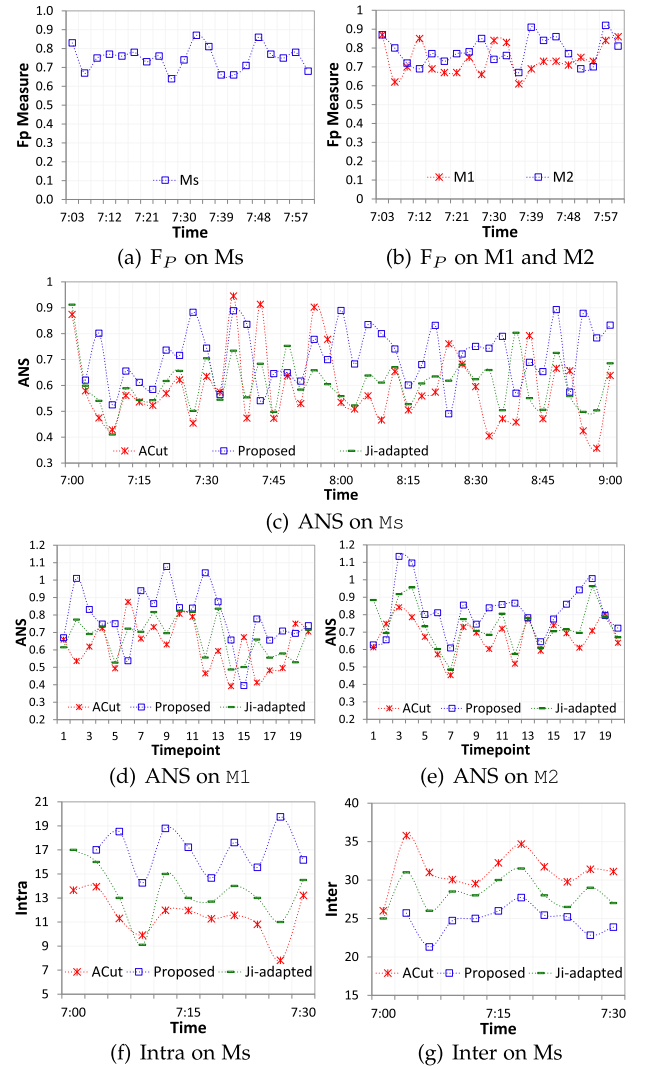 Fp Measure
1.0
0.9
0.8
0.7
0.6
0.5
0.4
0.3
0.2
0.1
0.0
Ms
7:03 7:12 7:21 7:30 7:39 7:48 7:57
Time
(a) F_P on Ms
Fp Measure
1
0.9
0.8
0.7
0.6
0.5
0.4
0.3
0.2
0.1
0
M1 M2
7:03 7:12 7:21 7:30 7:39 7:48 7:57
Time
(b) F_P on M1 and M2
ANS
1
0.9
0.8
0.7
0.6
0.5
0.4
0.3
ACut Proposed Ji-adapted
7:00 7:15 7:30 7:45 8:00 8:15 8:30 8:45 9:00
Time
(c) ANS on Ms
ANS
1.2
1.1
1
0.9
0.8
0.7
0.6
0.5
0.4
0.3
0.2
ACut Proposed Ji-adapted
1 3 5 7 9 11 13 15 17 19
Timepoint
(d) ANS on M1
ANS
1.2
1.1
1
0.9
0.8
0.7
0.6
0.5
0.4
0.3
0.2
ACut Proposed Ji-adapted
1 3 5 7 9 11 13 15 17 19
Timepoint
(e) ANS on M2
Intra
21
19
17
15
13
11
9
7
5
ACut Proposed Ji-adapted
7:00 7:15 7:30
Time
(f) Intra on Ms
Inter
40
35
30
25
20
15
ACut Proposed Ji-adapted
7:00 7:15 7:30
Time
(g) Inter on Ms